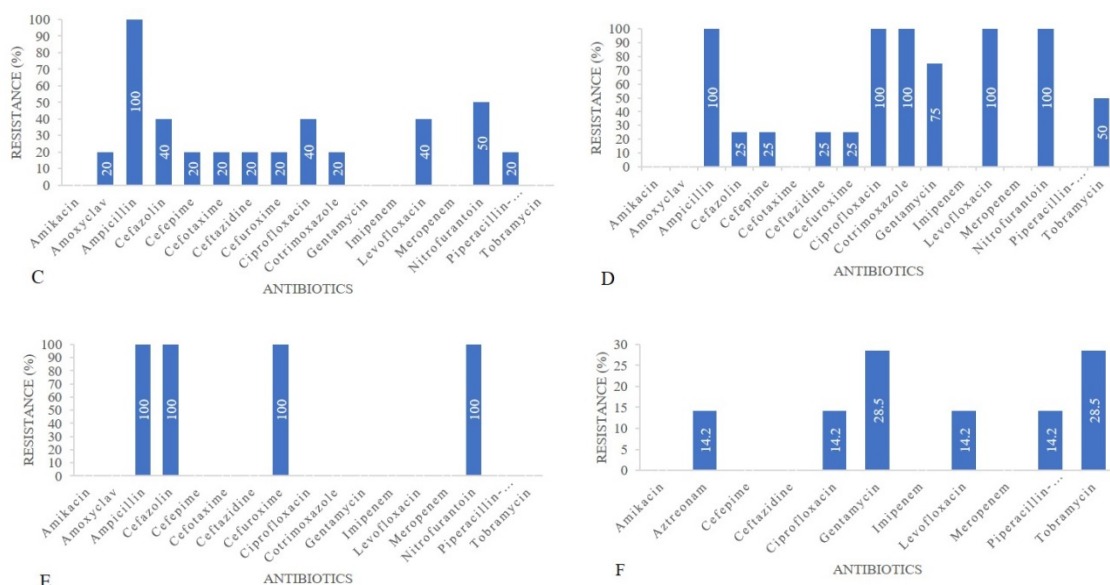 RESISTANCE (%)
100
90
80
70
60
50
40
30
20
10
0
20
100
40
20
20
20
20
40
20
40
50
20
Amikacin
Amoxyclav
Ampicillin
Cefazolin
Cefepime
Cefotaxime
Ceftazidine
Cefuroxime
Ciprofloxacin
Cotrimoxazole
Gentamycin
Imipenem
Levofloxacin
Meropenem
Nitrofurantoin
Piperacillin-…
Tobramycin
C
ANTIBIOTICS
RESISTANCE (%)
100
90
80
70
60
50
40
30
20
10
0
100
25
25
25
25
100
100
75
100
100
50
Amikacin
Amoxyclav
Ampicillin
Cefazolin
Cefepime
Cefotaxime
Ceftazidine
Cefuroxime
Ciprofloxacin
Cotrimoxazole
Gentamycin
Imipenem
Levofloxacin
Meropenem
Nitrofurantoin
Piperacillin-…
Tobramycin
D
ANTIBIOTICS
RESISTANCE (%)
100
90
80
70
60
50
40
30
20
10
0
100
100
100
100
Amikacin
Amoxyclav
Ampicillin
Cefazolin
Cefepime
Cefotaxime
Ceftazidine
Cefuroxime
Ciprofloxacin
Cotrimoxazole
Gentamycin
Imipenem
Levofloxacin
Meropenem
Nitrofurantoin
Piperacillin-…
Tobramycin
E
ANTIBIOTICS
RESISTANCE (%)
30
25
20
15
10
5
0
14.2
14.2
28.5
14.2
14.2
28.5
Amikacin
Aztreonam
Cefepime
Ceftazidine
Ciprofloxacin
Gentamycin
Imipenem
Levofloxacin
Meropenem
Piperacillin-…
Tobramycin
F
ANTIBIOTICS